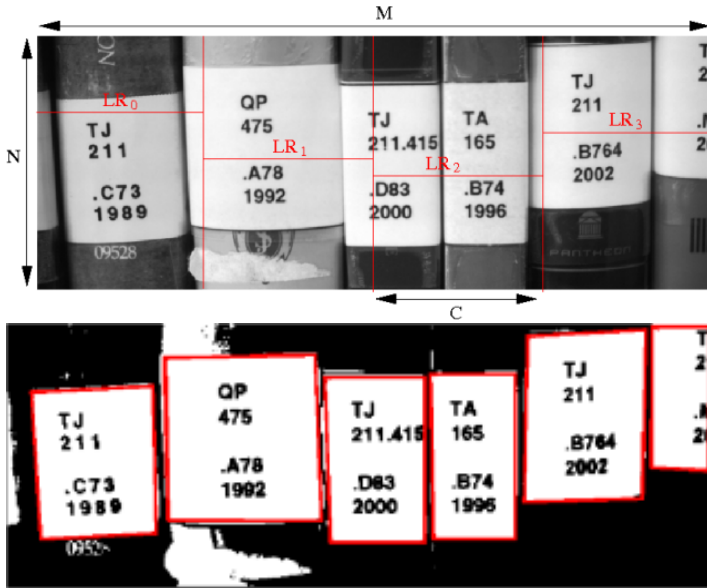 M
NO
N
LR0
LR1
LR2
LR3
TJ
211
.C73
1989
09528
QP
475
.A78
1992
TJ
211.415
.D83
2000
TA
165
.B74
1996
TJ
211
.B764
2002
PANTHEON
C
TJ
211
.C73
1989
QP
475
.A78
1992
TJ
211.415
.D83
2000
TA
165
.B74
1996
TJ
211
.B764
2002